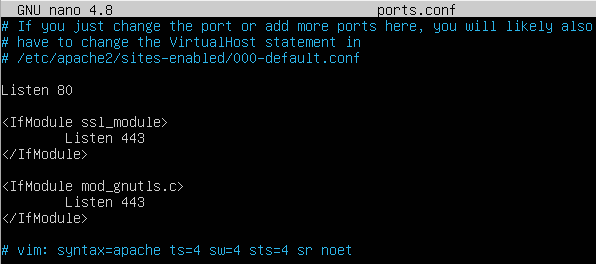 GNU nano 4.8 ports.conf
# If you just change the port or add more ports here, you will likely also
# have to change the VirtualHost statement in
# /etc/apache2/sites-enabled/000-default.conf
Listen 80
<IfModule ssl_module>
Listen 443
</IfModule>
<IfModule mod_gnutls.c>
Listen 443
</IfModule>
# vim: syntax=apache ts=4 sw=4 sts=4 sr noet